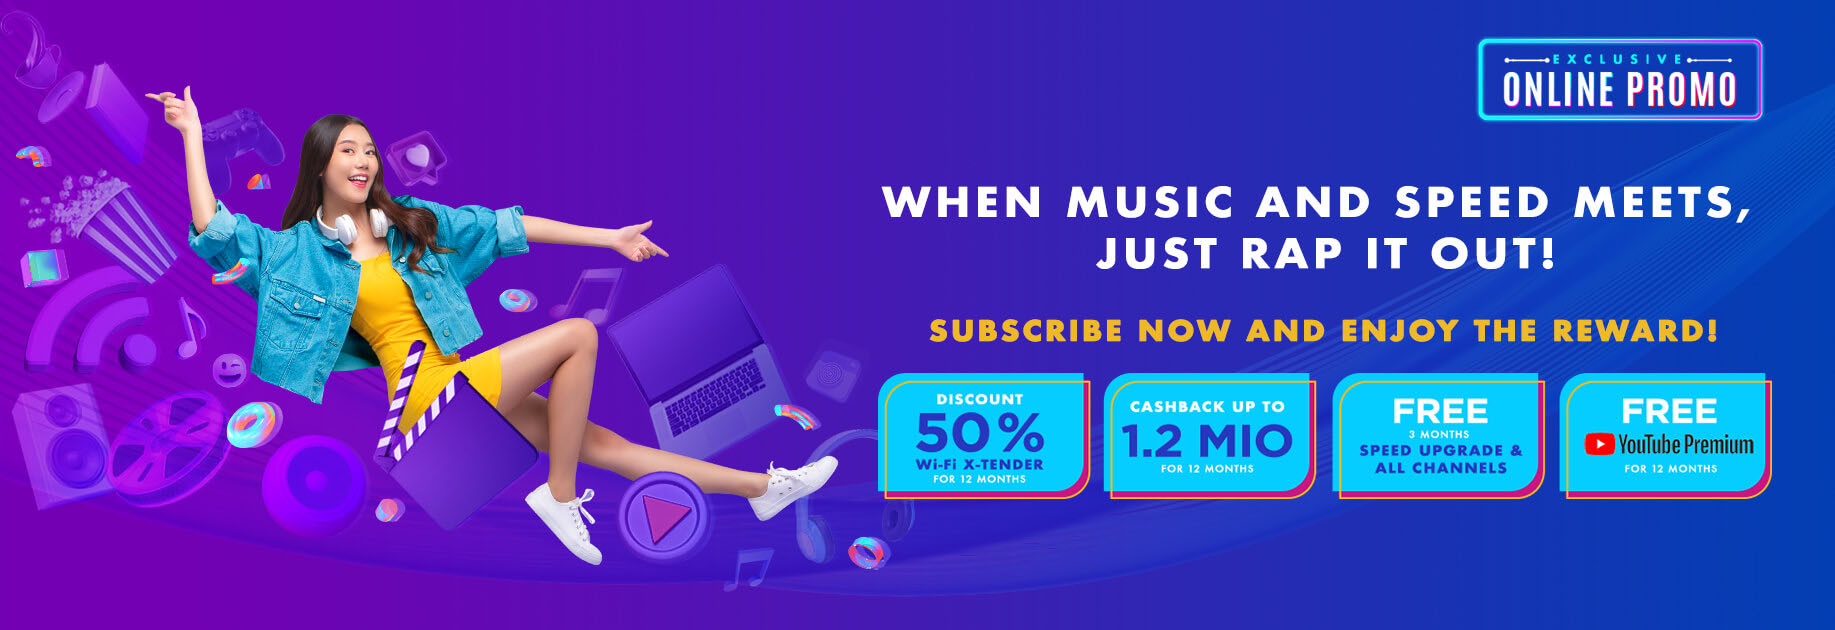 EXCLUSIVE
ONLINE PROMO
WHEN MUSIC AND SPEED MEETS,
JUST RAP IT OUT!
SUBSCRIBE NOW AND ENJOY THE REWARD!
DISCOUNT
50%
Wi-Fi X-TENDER
FOR 12 MONTHS
CASHBACK UP TO
1.2 MIO
FOR 12 MONTHS
FREE
3 MONTHS
SPEED UPGRADE &
ALL CHANNELS
FREE
YouTube Premium
FOR 12 MONTHS